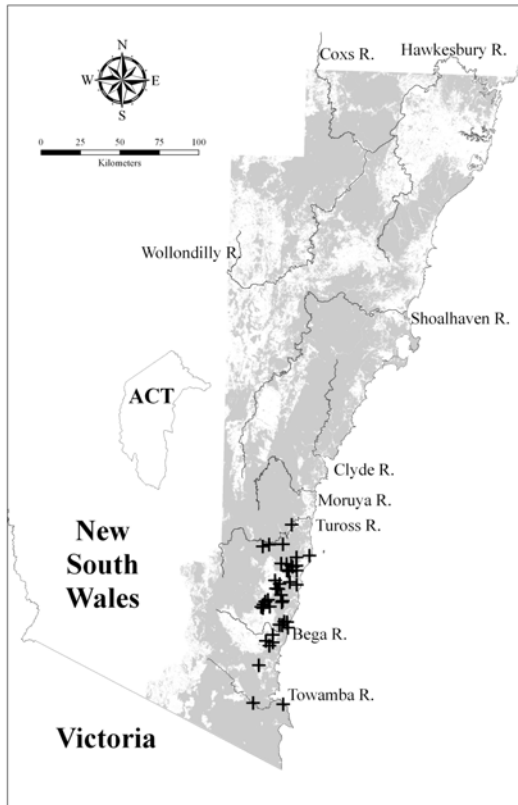 Coxs R.
Hawkesbury R.
N
W
E
S
0 25 50 75 100
Kilometers
Wollondilly R.
Shoalhaven R.
ACT
Clyde R.
Moruya R.
Tuross R.
New
South
Wales
Bega R.
Towamba R.
Victoria